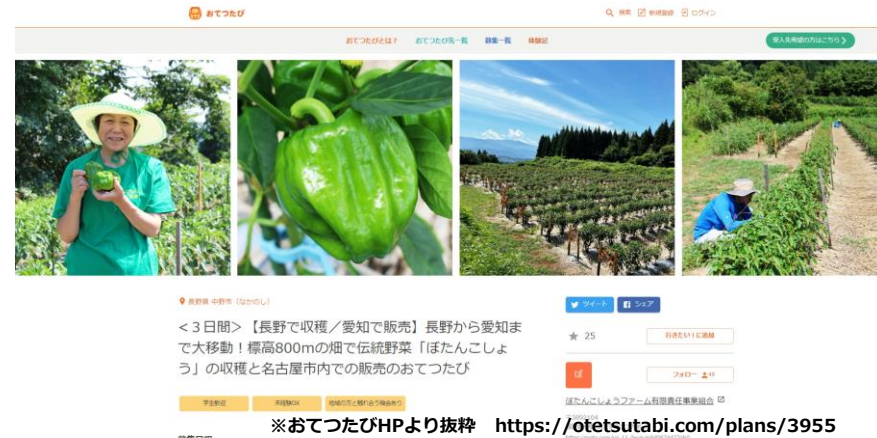 おてつたび
検索 新規登録 ログイン
おてつたびとは？ おてつたび先一覧 募集一覧 体験記
受入先希望の方はこちら
長野県 中野市（なかのし）
＜３日間＞【長野で収穫／愛知で販売】長野から愛知ま
で大移動！標高800mの畑で伝統野菜「ぼたんこしょ
う」の収穫と名古屋市内での販売のおてつたび
学生歓迎 未経験OK 地域の方と触れ合う機会あり
ツイート シェア
25 行きたい！に追加
ぼ フォロー
ぼたんこしょうファーム有限責任事業組合
※おてつたびHPより抜粋 https://otetsutabi.com/plans/3955